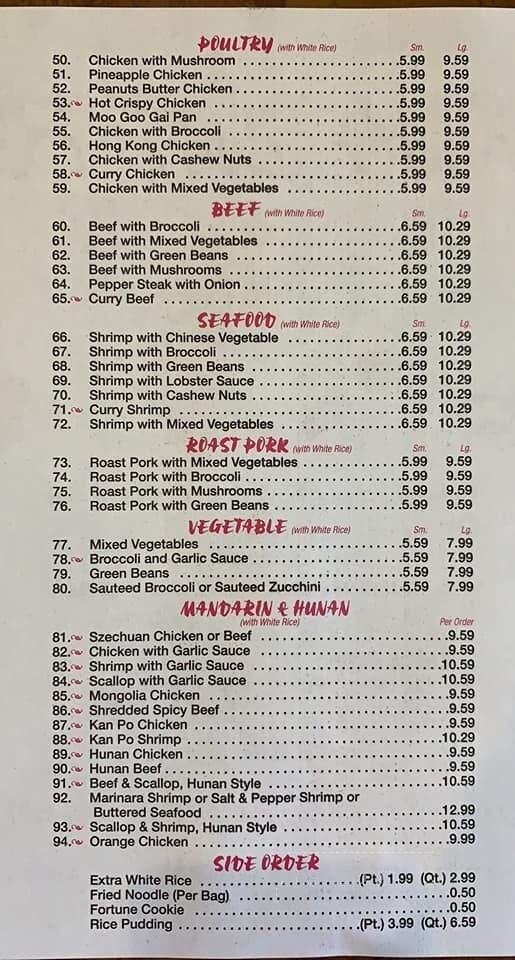 POULTRY (with White Rice) Sm. Lg.
50. Chicken with Mushroom 5.99 9.59
51. Pineapple Chicken 5.99 9.59
52. Peanuts Butter Chicken 5.99 9.59
53. Hot Crispy Chicken 5.99 9.59
54. Moo Goo Gai Pan 5.99 9.59
55. Chicken with Broccoli 5.99 9.59
56. Hong Kong Chicken 5.99 9.59
57. Chicken with Cashew Nuts 5.99 9.59
58. Curry Chicken 5.99 9.59
59. Chicken with Mixed Vegetables 5.99 9.59
BEEF (with White Rice) Sm. Lg.
60. Beef with Broccoli 6.59 10.29
61. Beef with Mixed Vegetables 6.59 10.29
62. Beef with Green Beans 6.59 10.29
63. Beef with Mushrooms 6.59 10.29
64. Pepper Steak with Onion 6.59 10.29
65. Curry Beef 6.59 10.29
SEAFOOD (with White Rice) Sm. Lg.
66. Shrimp with Chinese Vegetable 6.59 10.29
67. Shrimp with Broccoli 6.59 10.29
68. Shrimp with Green Beans 6.59 10.29
69. Shrimp with Lobster Sauce 6.59 10.29
70. Shrimp with Cashew Nuts 6.59 10.29
71. Curry Shrimp 6.59 10.29
72. Shrimp with Mixed Vegetables 6.59 10.29
ROAST PORK (with White Rice) Sm. Lg.
73. Roast Pork with Mixed Vegetables 5.99 9.59
74. Roast Pork with Broccoli 5.99 9.59
75. Roast Pork with Mushrooms 5.99 9.59
76. Roast Pork with Green Beans 5.99 9.59
VEGETABLE (with White Rice) Sm. Lg.
77. Mixed Vegetables 5.59 7.99
78. Broccoli and Garlic Sauce 5.59 7.99
79. Green Beans 5.59 7.99
80. Sauteed Broccoli or Sauteed Zucchini 5.59 7.99
MANDARIN & HUNAN
(with White Rice) Per Order
81. Szechuan Chicken or Beef 9.59
82. Chicken with Garlic Sauce 9.59
83. Shrimp with Garlic Sauce 10.59
84. Scallop with Garlic Sauce 10.59
85. Mongolia Chicken 9.59
86. Shredded Spicy Beef 9.59
87. Kan Po Chicken 9.59
88. Kan Po Shrimp 10.29
89. Hunan Chicken 9.59
90. Hunan Beef 9.59
91. Beef & Scallop, Hunan Style 10.59
92. Marinara Shrimp or Salt & Pepper Shrimp or
Buttered Seafood 12.99
93. Scallop & Shrimp, Hunan Style 10.59
94. Orange Chicken 9.99
SIDE ORDER
Extra White Rice (Pt.) 1.99 (Qt.) 2.99
Fried Noodle (Per Bag) 0.50
Fortune Cookie 0.50
Rice Pudding (Pt.) 3.99 (Qt.) 6.59